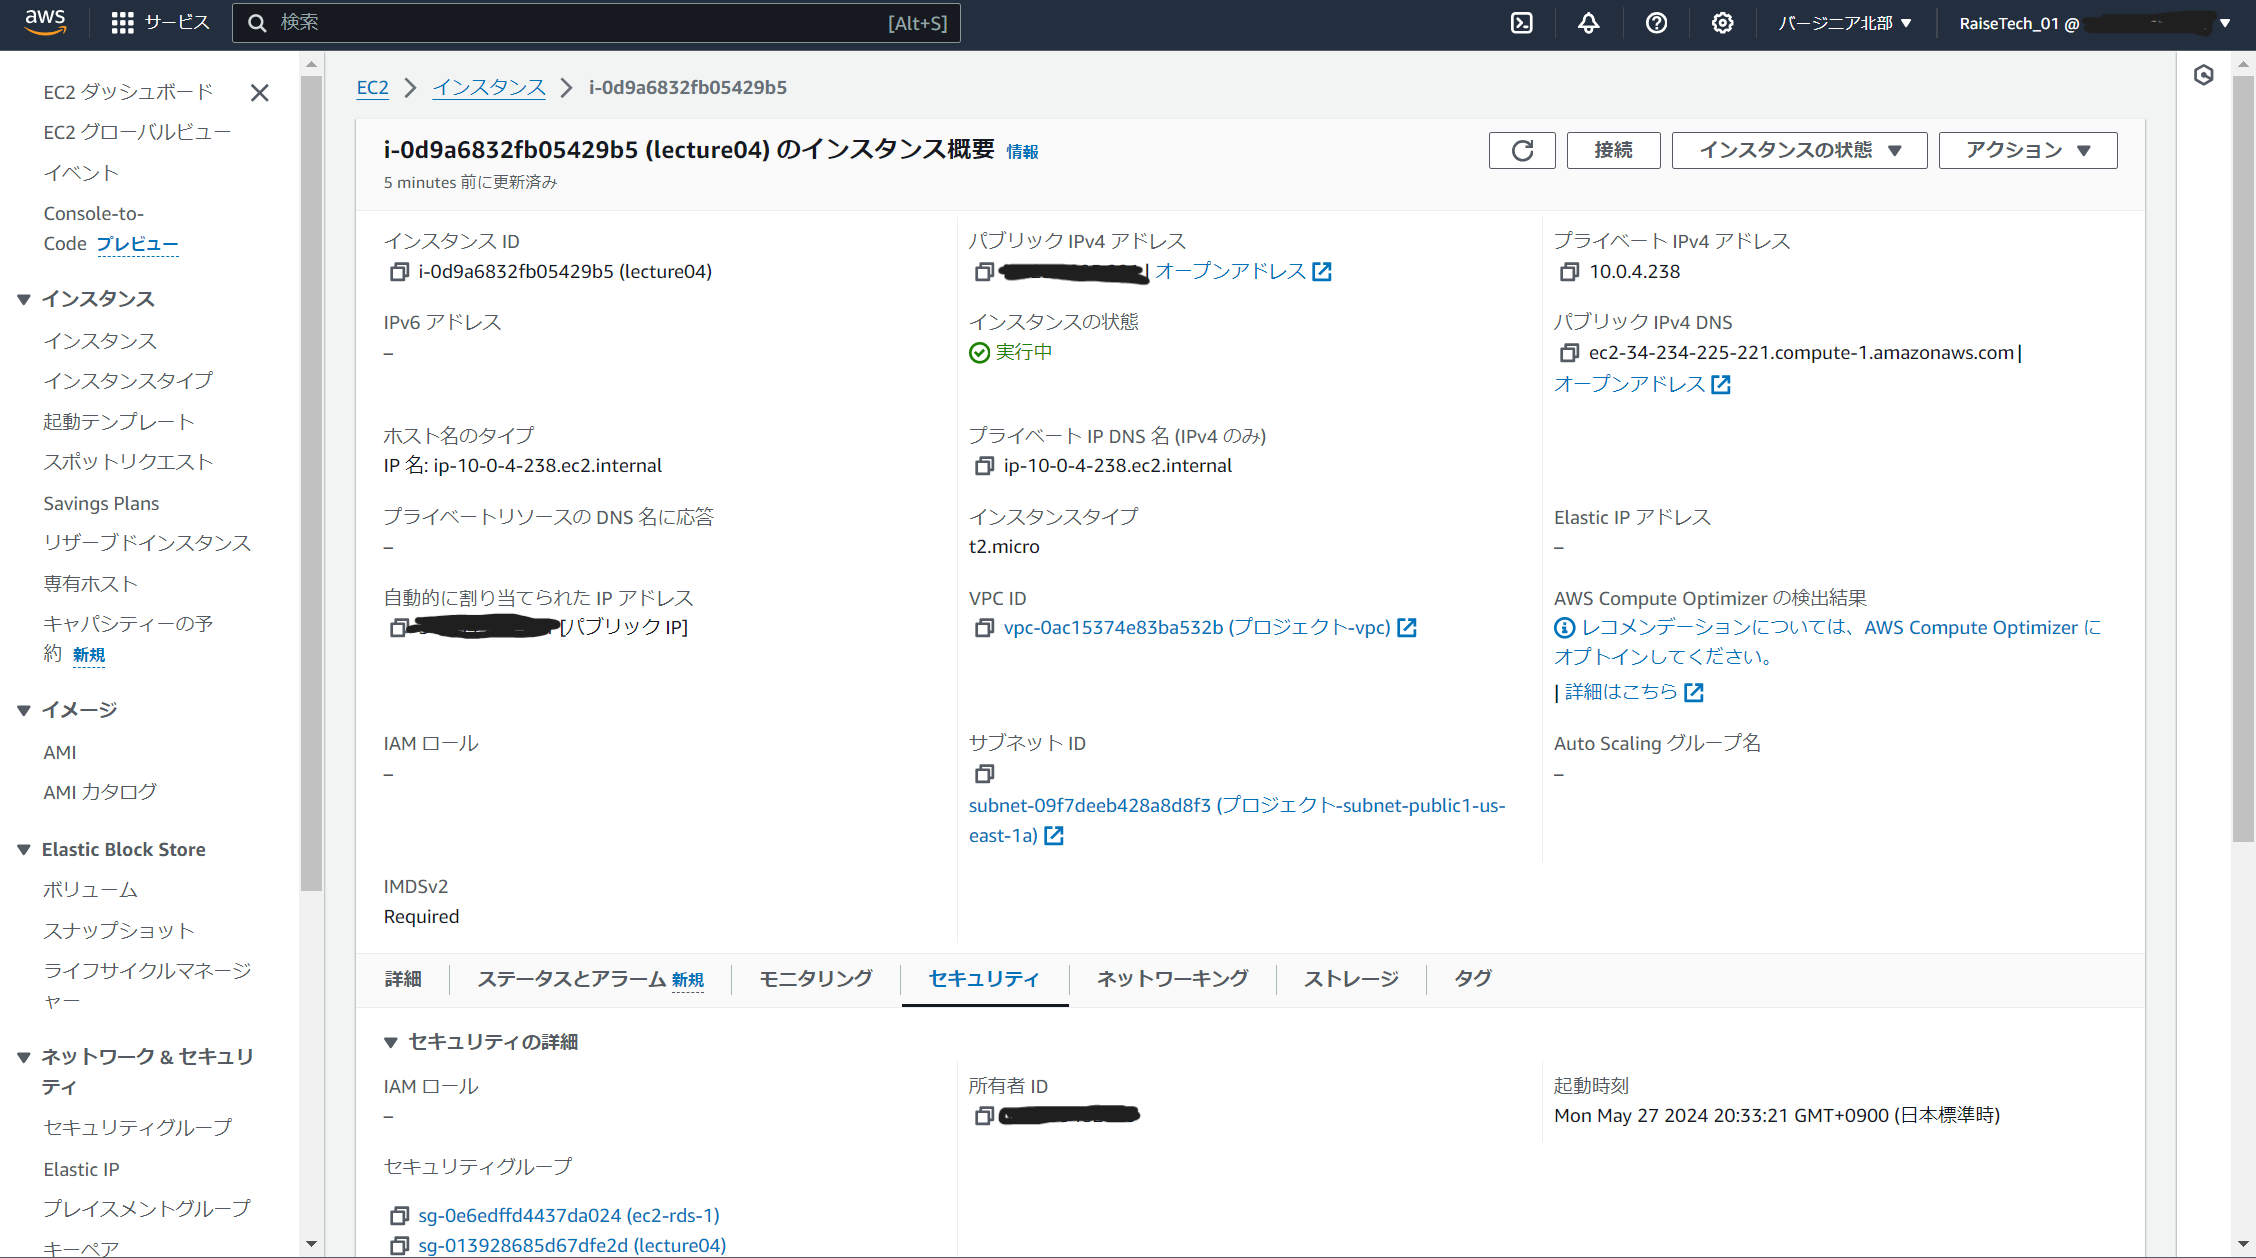 aws
サービス
検索
[Alt+S]
バージニア北部 ▼
RaiseTech_01 @
EC2 ダッシュボード
EC2 グローバルビュー
イベント
Console-to-
Code プレビュー
インスタンス
インスタンス
インスタンスタイプ
起動テンプレート
スポットリクエスト
Savings Plans
リザーブドインスタンス
専有ホスト
キャパシティーの予
約 新規
イメージ
AMI
AMI カタログ
Elastic Block Store
ボリューム
スナップショット
ライフサイクルマネージ
ャー
ネットワーク & セキュリ
ティ
セキュリティグループ
Elastic IP
プレイスメントグループ
キーペア
EC2 > インスタンス > i-0d9a6832fb05429b5
i-0d9a6832fb05429b5 (lecture04) のインスタンス概要 情報
5 minutes 前に更新済み
接続
インスタンスの状態 ▼
アクション ▼
インスタンス ID
i-0d9a6832fb05429b5 (lecture04)
パブリック IPv4 アドレス
| オープンアドレス
プライベート IPv4 アドレス
10.0.4.238
IPv6 アドレス
–
インスタンスの状態
実行中
パブリック IPv4 DNS
ec2-34-234-225-221.compute-1.amazonaws.com |
オープンアドレス
ホスト名のタイプ
IP 名: ip-10-0-4-238.ec2.internal
プライベート IP DNS 名 (IPv4 のみ)
ip-10-0-4-238.ec2.internal
プライベートリソースの DNS 名に応答
–
インスタンスタイプ
t2.micro
Elastic IP アドレス
–
自動的に割り当てられた IP アドレス
[パブリック IP]
VPC ID
vpc-0ac15374e83ba532b (プロジェクト-vpc)
AWS Compute Optimizer の検出結果
レコメンデーションについては、AWS Compute Optimizer に
オプトインしてください。
| 詳細はこちら
IAM ロール
–
サブネット ID
subnet-09f7deeb428a8d8f3 (プロジェクト-subnet-public1-us-
east-1a)
Auto Scaling グループ名
–
IMDSv2
Required
詳細
ステータスとアラーム 新規
モニタリング
セキュリティ
ネットワーキング
ストレージ
タグ
セキュリティの詳細
IAM ロール
–
所有者 ID
起動時刻
Mon May 27 2024 20:33:21 GMT+0900 (日本標準時)
セキュリティグループ
sg-0e6edffd4437da024 (ec2-rds-1)
sg-013928685d67dfe2d (lecture04)